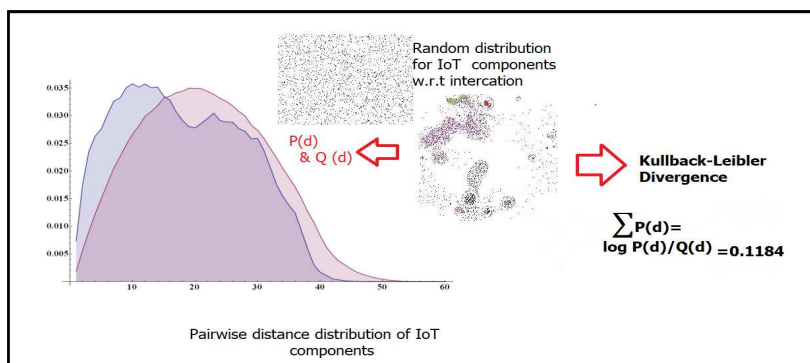 Random distribution
for IoT components
w.r.t intercation
P(d)
& Q (d)
0.035
0.030
0.025
0.020
0.015
0.010
0.005
10
20
30
40
50
60
Kullback-Leibler
Divergence
∑P(d)=
log P(d)/Q(d) =0.1184
Pairwise distance distribution of IoT
components